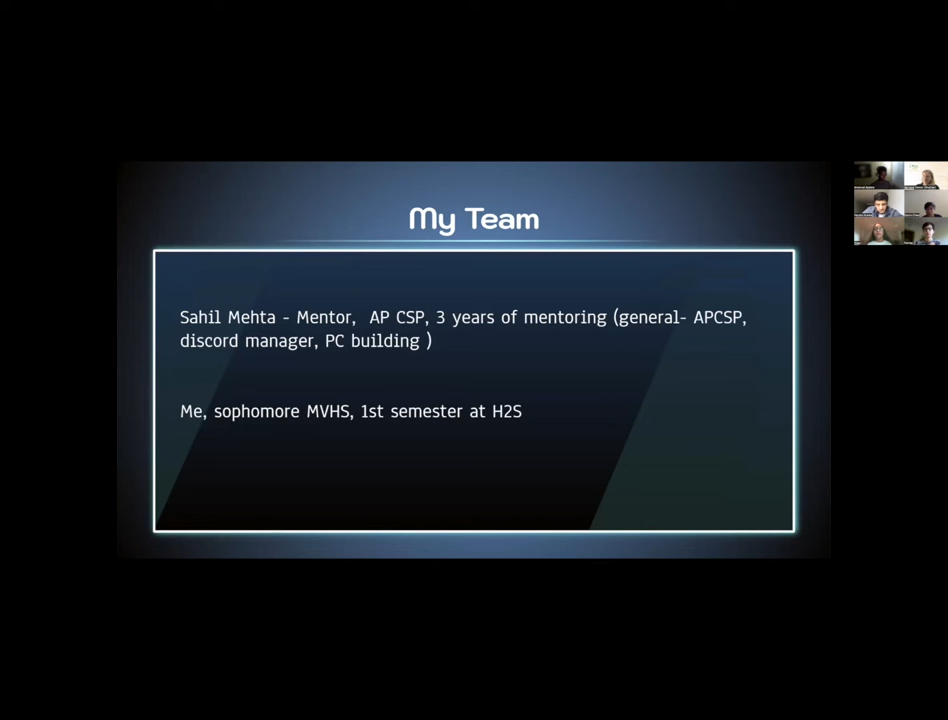 My Team
Sahil Mehta - Mentor,  AP CSP, 3 years of mentoring (general- APCSP,
discord manager, PC building )
Me, sophomore MVHS, 1st semester at H2S